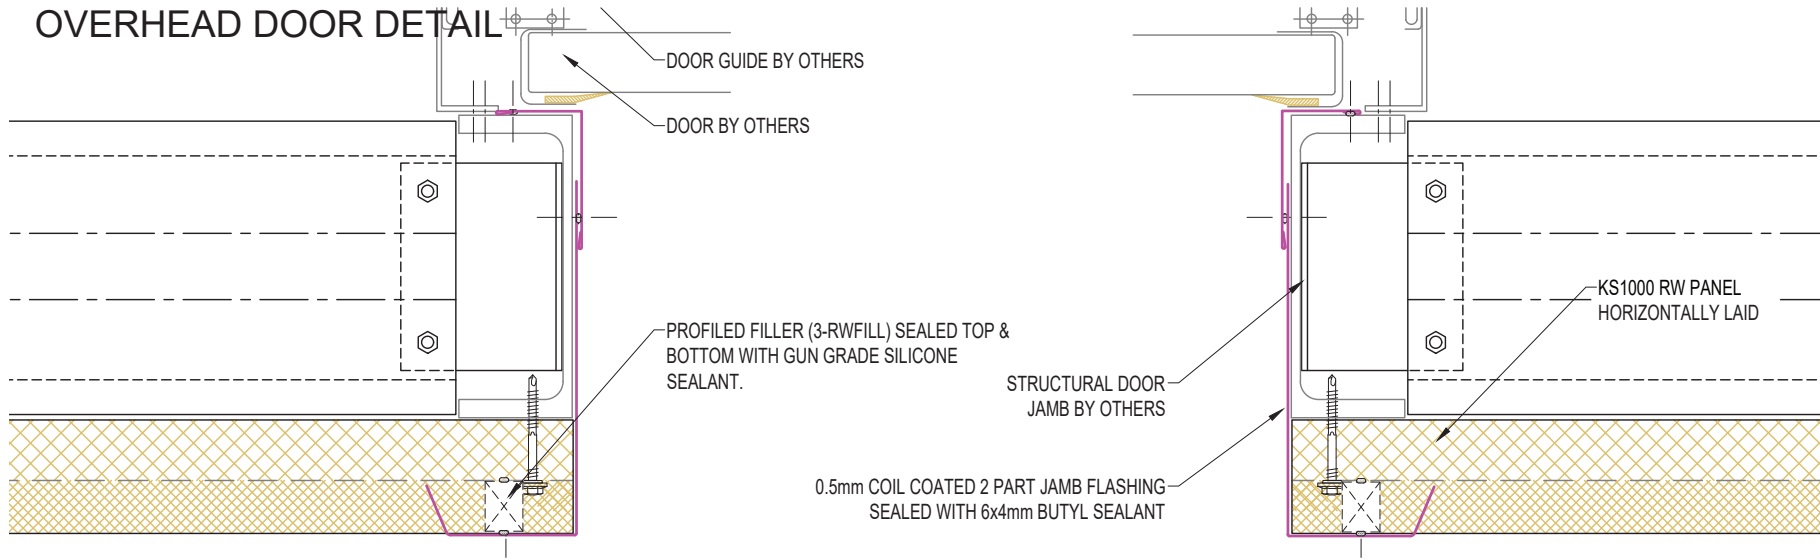 OVERHEAD DOOR DETAIL
DOOR GUIDE BY OTHERS
DOOR BY OTHERS
PROFILED FILLER (3-RWFILL) SEALED TOP &
BOTTOM WITH GUN GRADE SILICONE
SEALANT.
STRUCTURAL DOOR
JAMB BY OTHERS
0.5mm COIL COATED 2 PART JAMB FLASHING
SEALED WITH 6x4mm BUTYL SEALANT
KS1000 RW PANEL
HORIZONTALLY LAID